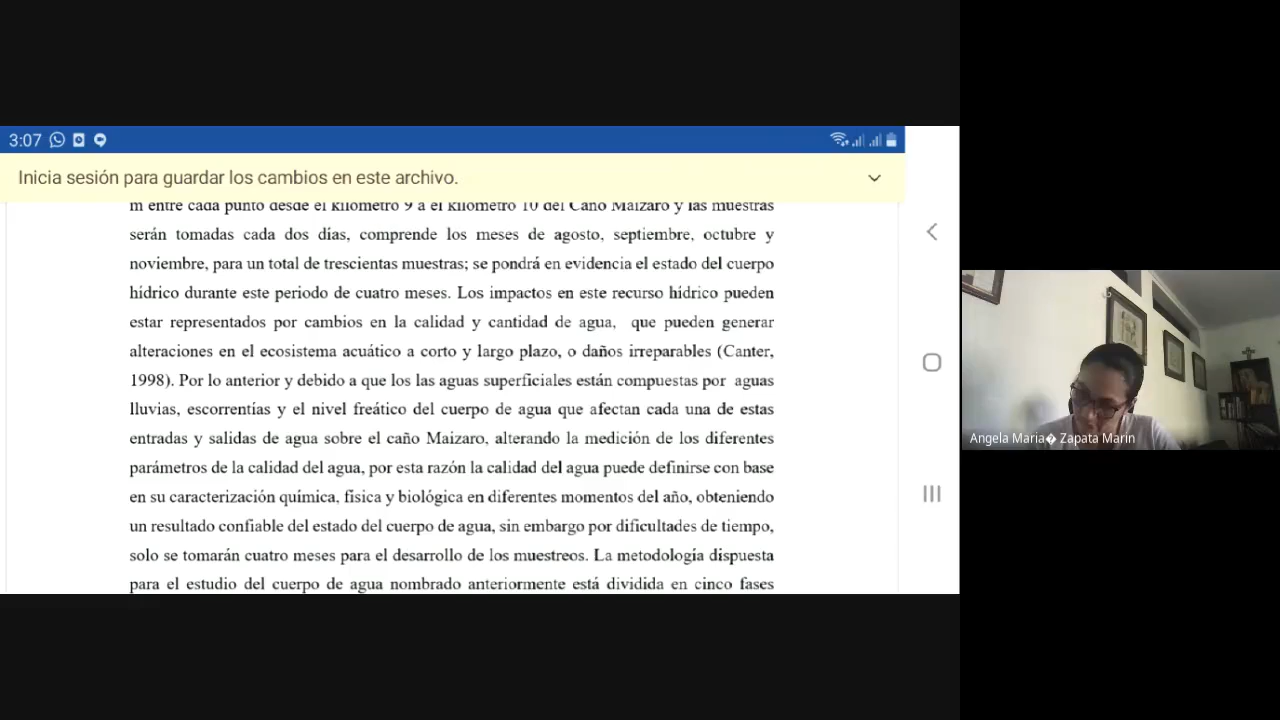 3:07
Inicia sesión para guardar los cambios en este archivo.
m entre cada punto desde el kilómetro 9 a el kilómetro 10 del Caño Maizaro y las muestras
serán tomadas cada dos días, comprende los meses de agosto, septiembre, octubre y
noviembre, para un total de trescientas muestras; se pondrá en evidencia el estado del cuerpo
hídrico durante este periodo de cuatro meses. Los impactos en este recurso hídrico pueden
estar representados por cambios en la calidad y cantidad de agua, que pueden generar
alteraciones en el ecosistema acuático a corto y largo plazo, o daños irreparables (Canter,
1998). Por lo anterior y debido a que los las aguas superficiales están compuestas por aguas
lluvias, escorrentías y el nivel freático del cuerpo de agua que afectan cada una de estas
entradas y salidas de agua sobre el caño Maizaro, alterando la medición de los diferentes
parámetros de la calidad del agua, por esta razón la calidad del agua puede definirse con base
en su caracterización química, física y biológica en diferentes momentos del año, obteniendo
un resultado confiable del estado del cuerpo de agua, sin embargo por dificultades de tiempo,
solo se tomarán cuatro meses para el desarrollo de los muestreos. La metodología dispuesta
para el estudio del cuerpo de agua nombrado anteriormente está dividida en cinco fases
Angela Maria� Zapata Marin